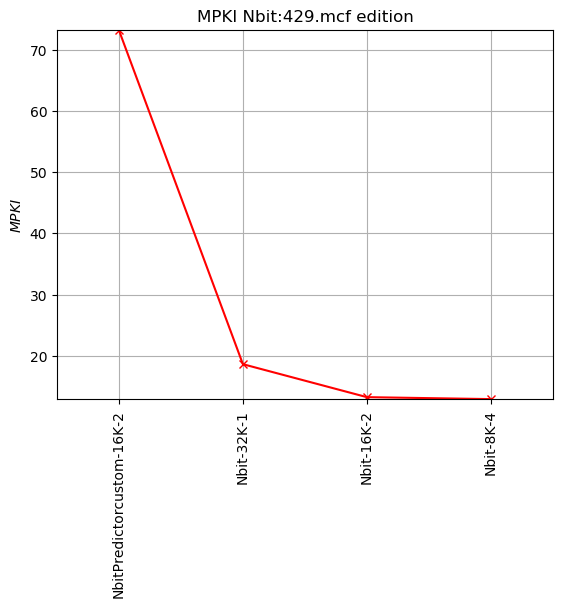 MPKI Nbit:429.mcf edition
70
60
50
40
30
20
MPKI
NbitPredictorcustom-16K-2
Nbit-32K-1
Nbit-16K-2
Nbit-8K-4